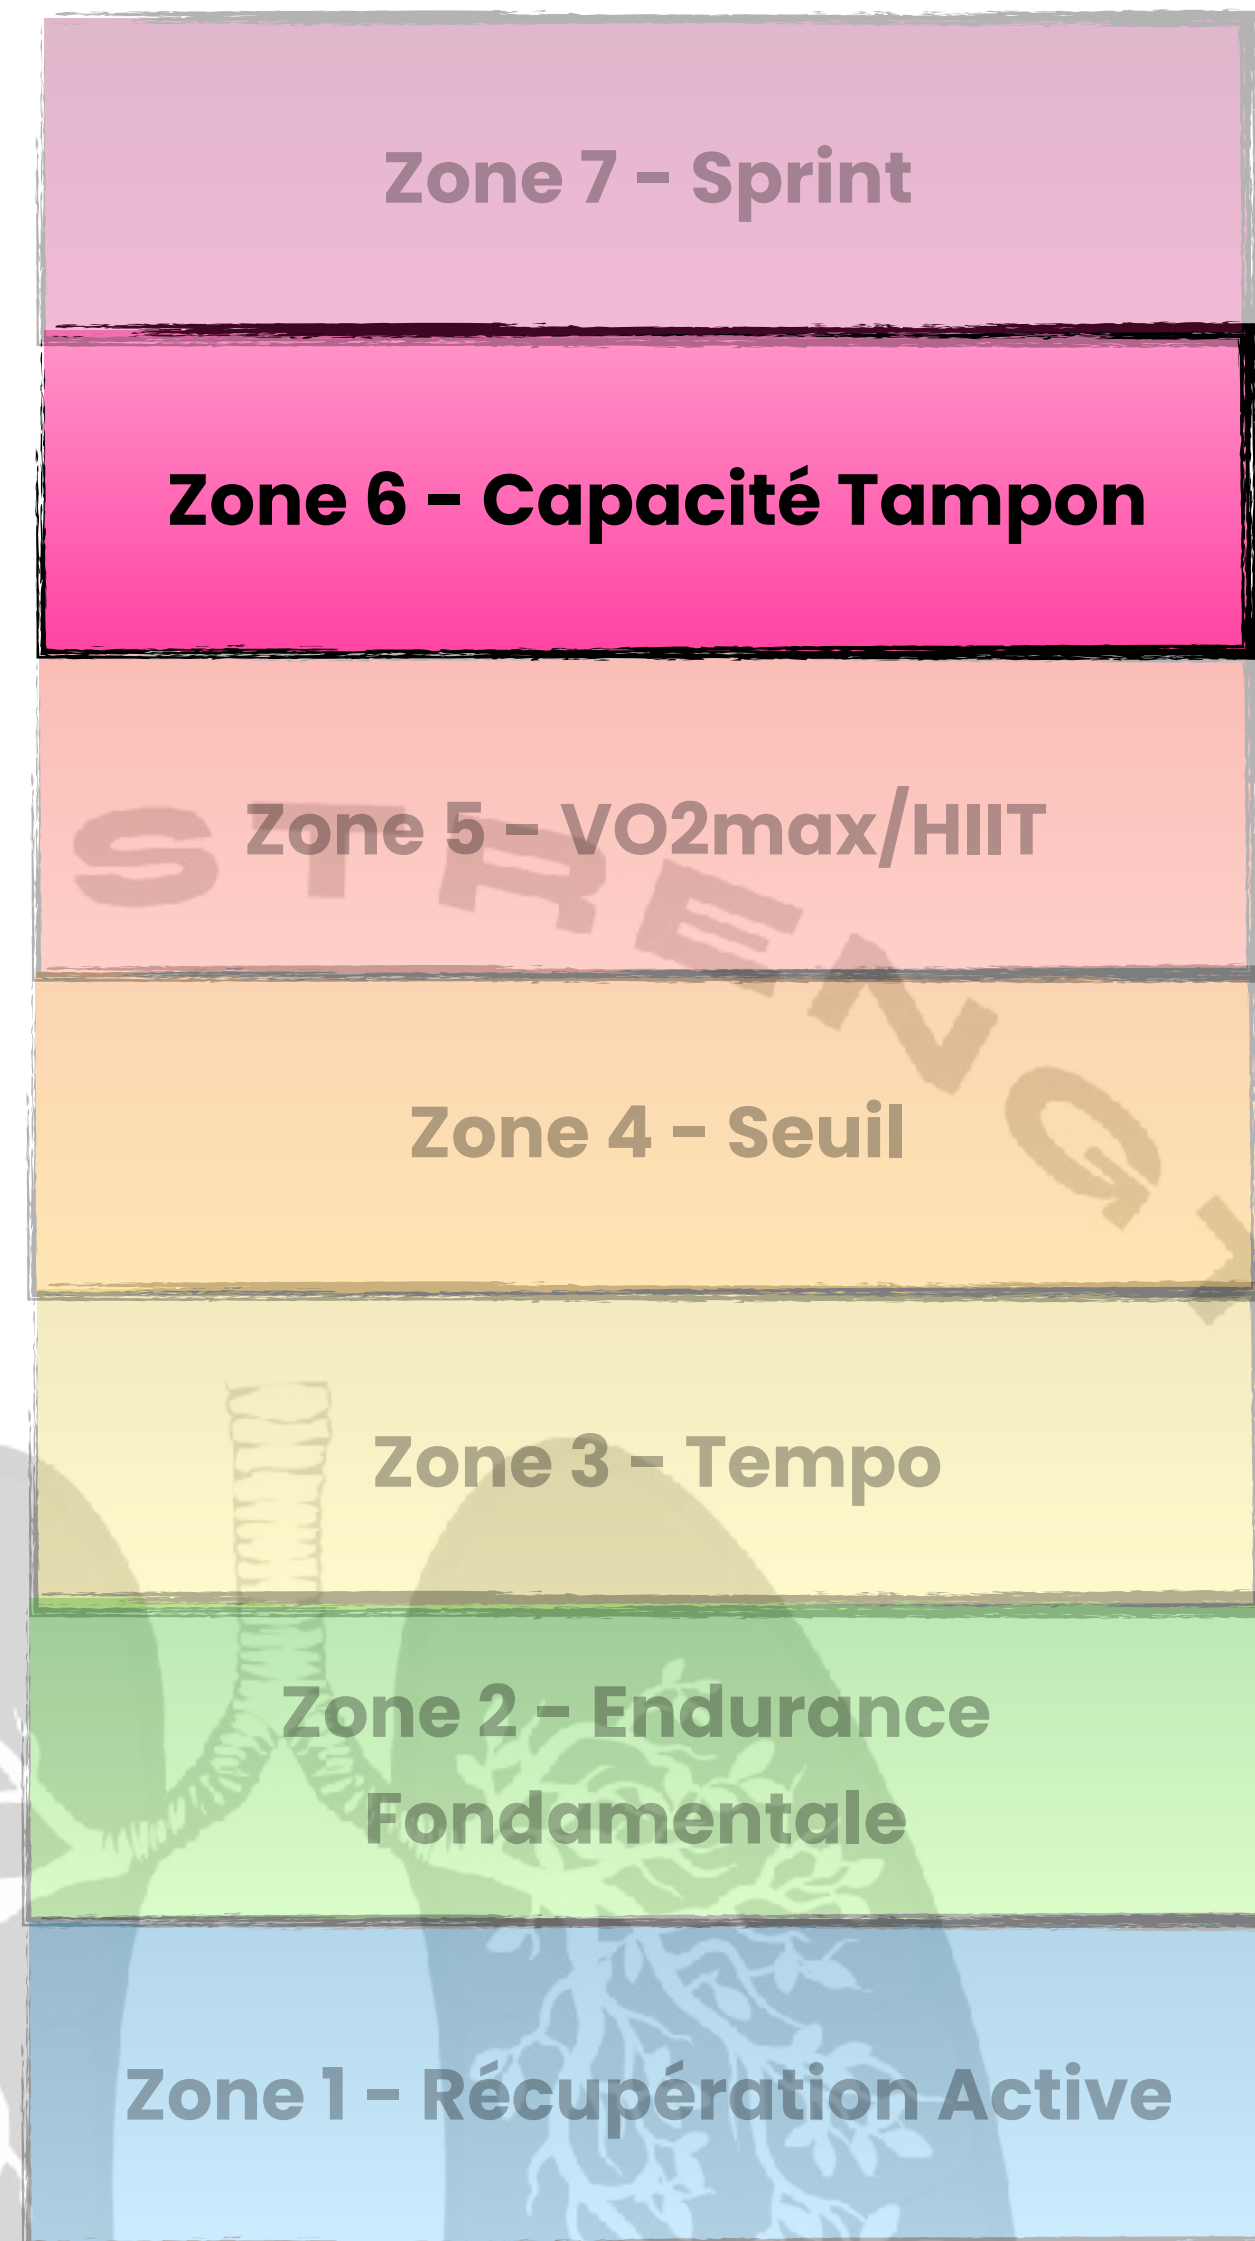 Zone 7 - Sprint
Zone 6 - Capacité Tampon
Zone 5 - VO2max/HIIT
STRENGT
Zone 4 - Seuil
Zone 3 - Tempo
Zone 2 - Endurance
Fondamentale
Zone 1 - Récupération Active